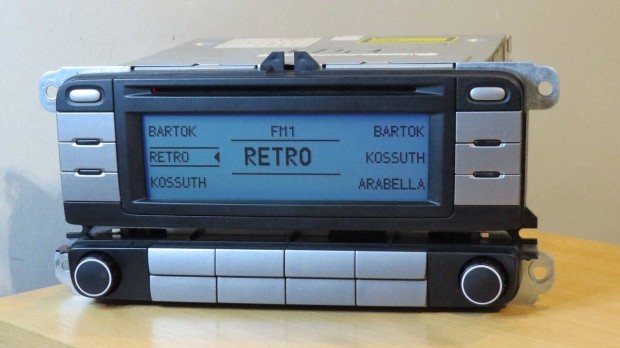 FM1
BARTOK
BARTOK
RETRO
RETRO
KOSSUTH
KOSSUTH
ARABELLA